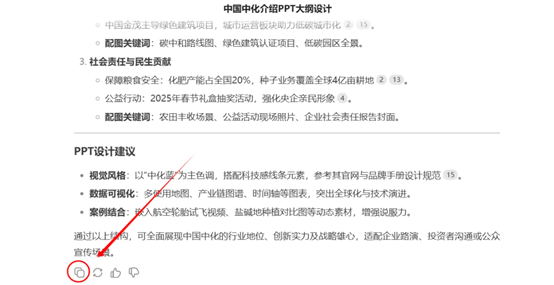 中国中化介绍PPT大纲设计
中国金茂主导绿色建筑项目，城市运营板块助力低碳城市化 2 15 。
配图关键词：碳中和路线图、绿色建筑认证项目、低碳园区全景。
3. 社会责任与民生贡献
保障粮食安全：化肥产能占全国20%，种子业务覆盖全球4亿亩耕地 2 13 。
公益行动：2025年春节礼盒抽奖活动，强化央企亲民形象 4 。
配图关键词：农田丰收场景、公益活动现场照片、企业社会责任报告封面。
PPT设计建议
视觉风格：以“中化蓝”为主色调，搭配科技感线条元素，参考其官网与品牌手册设计规范 15 。
数据可视化：多使用地图、产业链图谱、时间轴等图表，突出全球化与技术演进。
案例结合：嵌入航空轮胎试飞视频、盐碱地种植对比图等动态素材，增强说服力。
通过以上结构，可全面展现中国中化的行业地位、创新实力及战略雄心，适配企业路演、投资者沟通或公众
宣传场景。